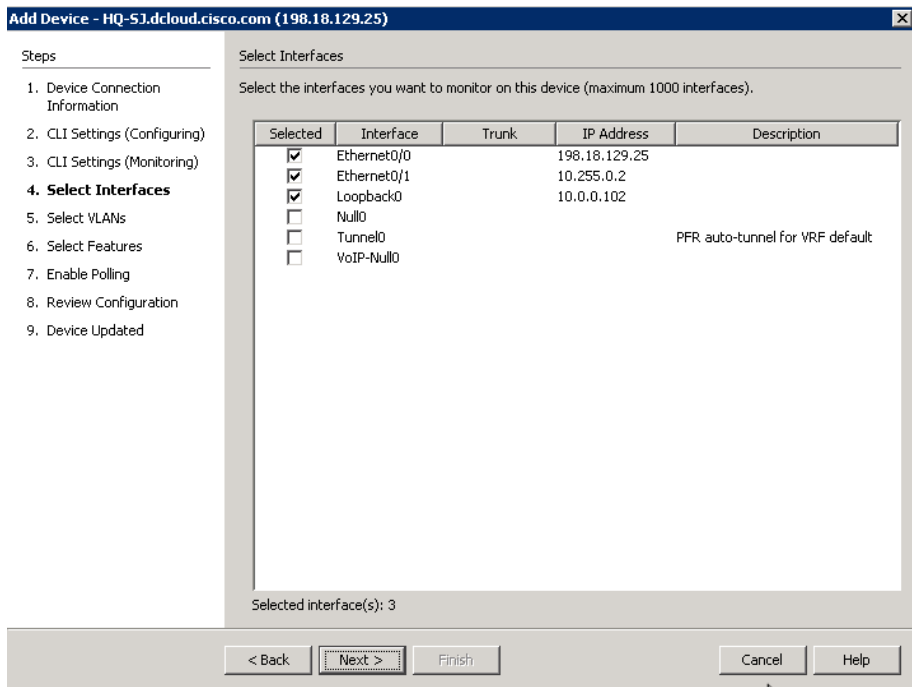 Add Device - HQ-SJ.dcloud.cisco.com (198.18.129.25)
Steps
1. Device Connection
Information
2. CLI Settings (Configuring)
3. CLI Settings (Monitoring)
4. Select Interfaces
5. Select VLANs
6. Select Features
7. Enable Polling
8. Review Configuration
9. Device Updated
Select Interfaces
Select the interfaces you want to monitor on this device (maximum 1000 interfaces).
Selected Interface Trunk IP Address Description
Ethernet0/0 198.18.129.25
Ethernet0/1 10.255.0.2
Loopback0 10.0.0.102
Null0
Tunnel0 PFR auto-tunnel for VRF default
VoIP-Null0
Selected interface(s): 3
< Back Next > Finish Cancel Help